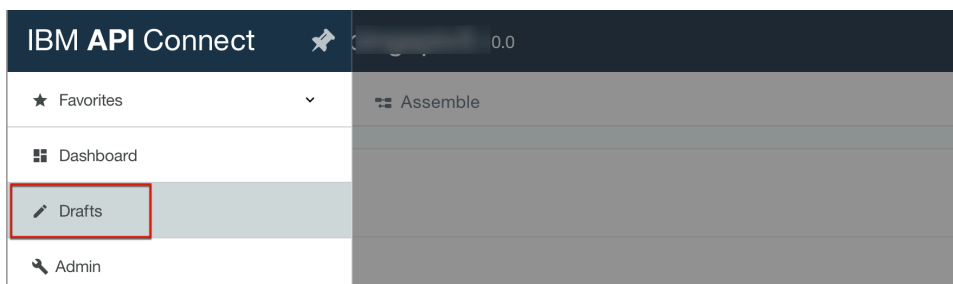 IBM API Connect
0.0
Favorites
Assemble
Dashboard
Drafts
Admin